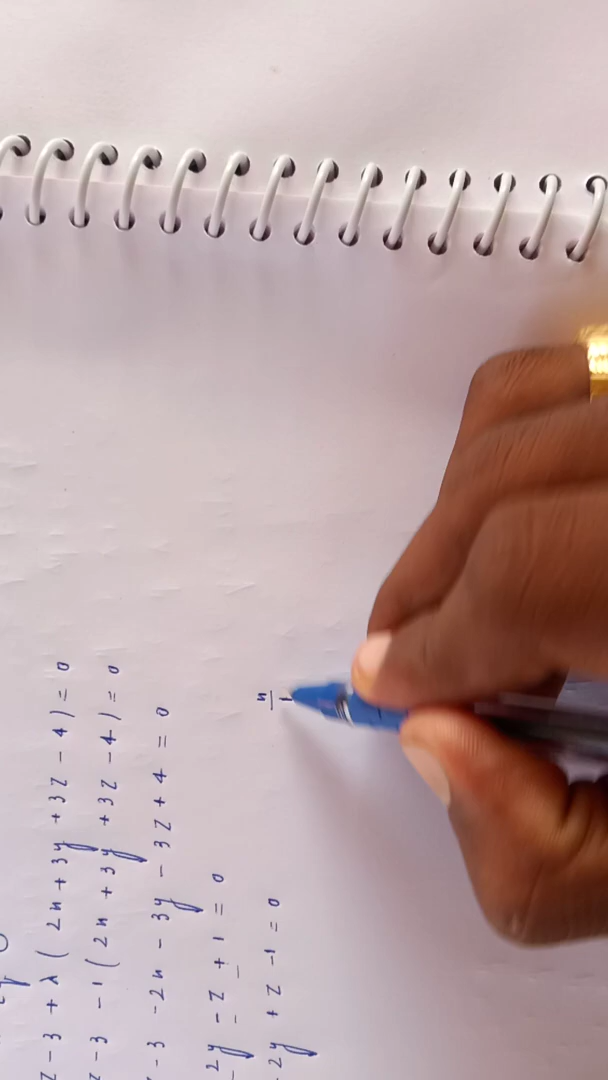 z - 3 + λ ( 2x + 3y + 3z - 4 ) = 0
z - 3 - 1 ( 2x + 3y + 3z - 4 ) = 0
- 3 - 2x - 3y - 3z + 4 = 0
2y - z + 1 = 0
2y + z - 1 = 0
x
1